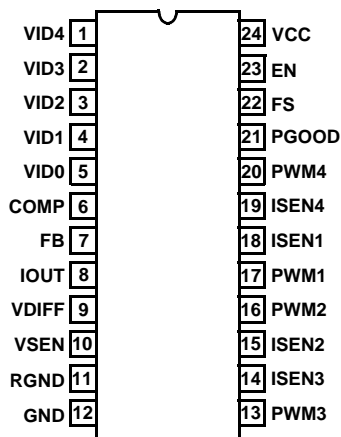 VID4 1 24 VCC
VID3 2 23 EN
VID2 3 22 FS
VID1 4 21 PGOOD
VID0 5 20 PWM4
COMP 6 19 ISEN4
FB 7 18 ISEN1
IOUT 8 17 PWM1
VDIFF 9 16 PWM2
VSEN 10 15 ISEN2
RGND 11 14 ISEN3
GND 12 13 PWM3